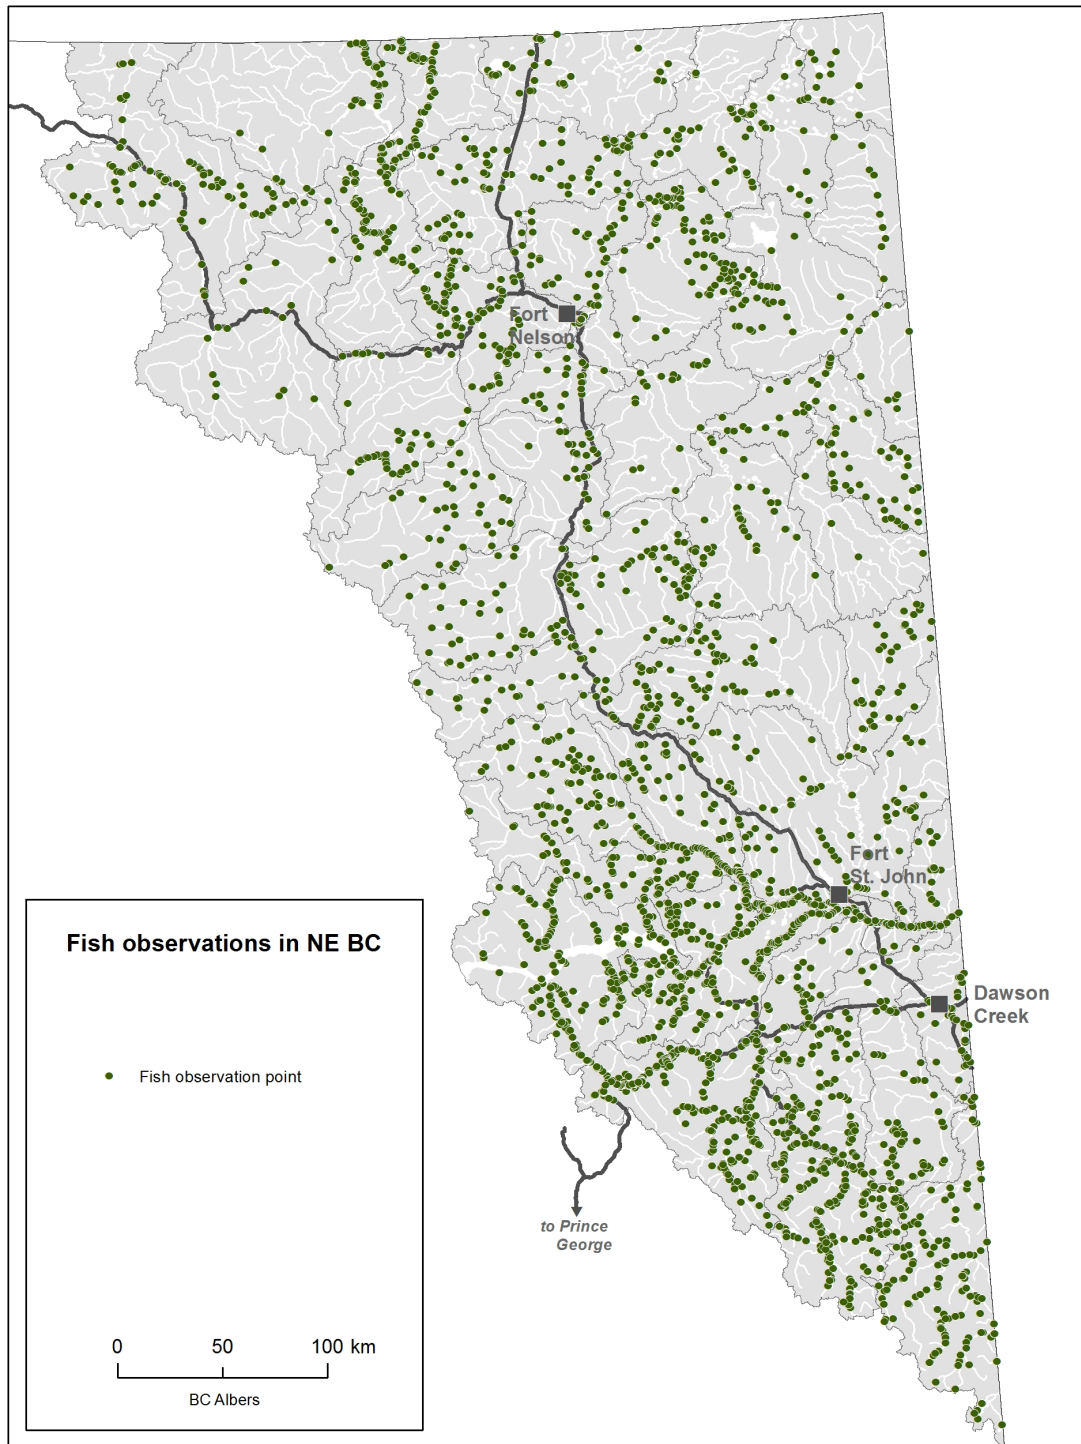 Fort
Nelson
Fort
St. John
Dawson
Creek
to Prince
George
Fish observations in NE BC
Fish observation point
0 50 100 km
BC Albers